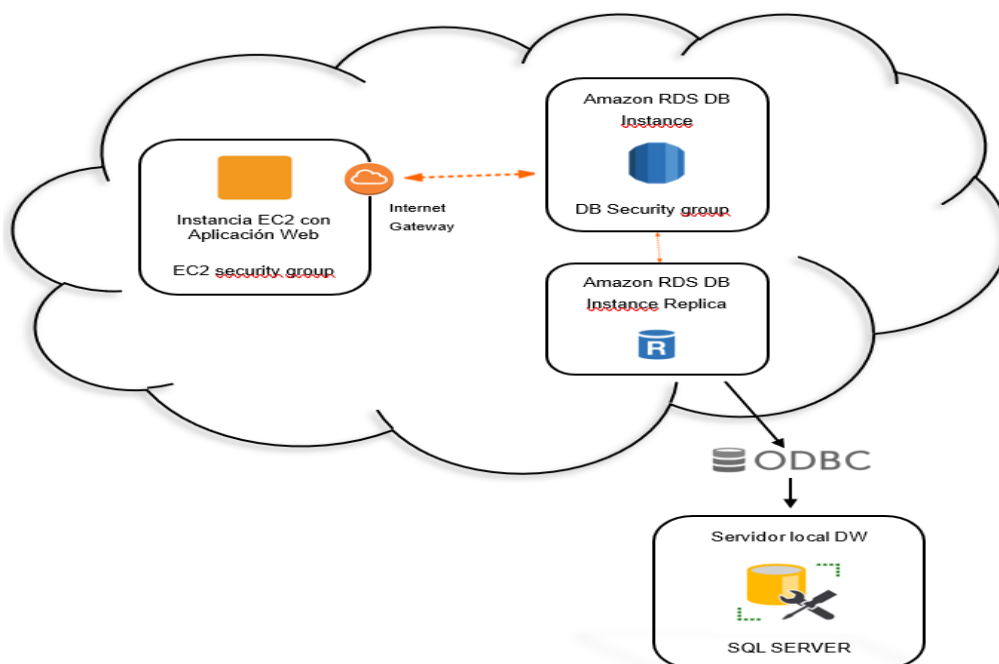 Amazon RDS DB
Instance
DB Security group
Instancia EC2 con
Aplicación Web
EC2 security group
Internet
Gateway
Amazon RDS DB
Instance Replica
R
ODBC
Servidor local DW
SQL SERVER